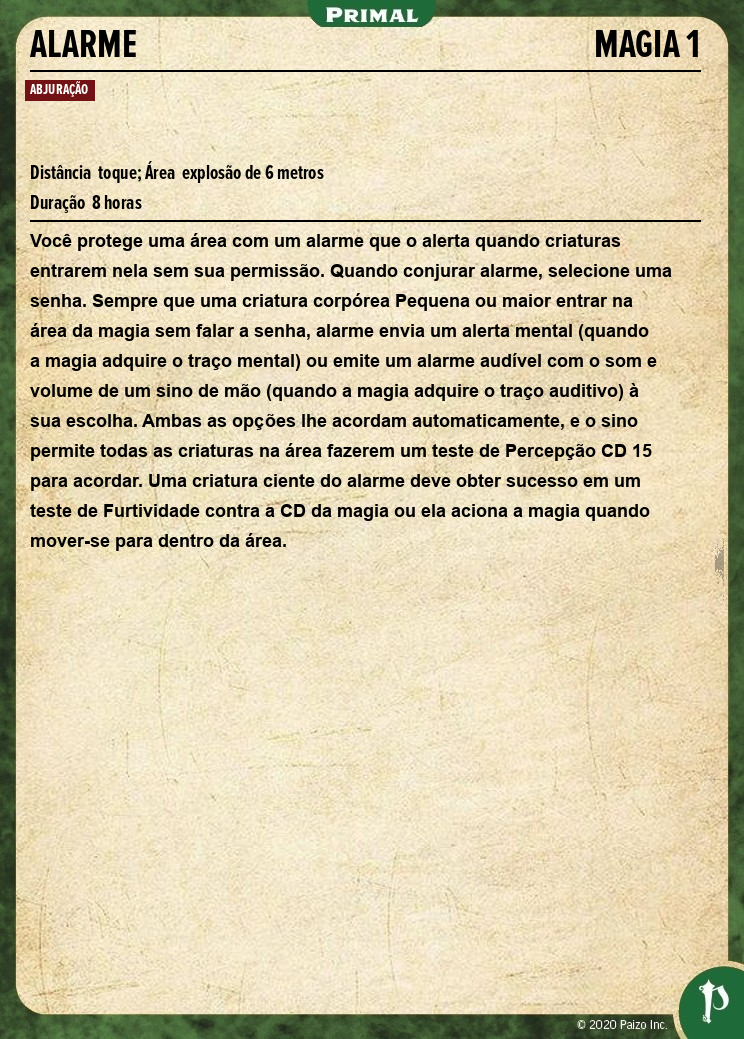 PRIMAL
ALARME MAGIA 1
ABJURAÇÃO
Distância toque; Área explosão de 6 metros
Duração 8 horas
Você protege uma área com um alarme que o alerta quando criaturas
entrarem nela sem sua permissão. Quando conjurar alarme, selecione uma
senha. Sempre que uma criatura corpórea Pequena ou maior entrar na
área da magia sem falar a senha, alarme envia um alerta mental (quando
a magia adquire o traço mental) ou emite um alarme audível com o som e
volume de um sino de mão (quando a magia adquire o traço auditivo) à
sua escolha. Ambas as opções lhe acordam automaticamente, e o sino
permite todas as criaturas na área fazerem um teste de Percepção CD 15
para acordar. Uma criatura ciente do alarme deve obter sucesso em um
teste de Furtividade contra a CD da magia ou ela aciona a magia quando
mover-se para dentro da área.
© 2020 Paizo Inc.
P